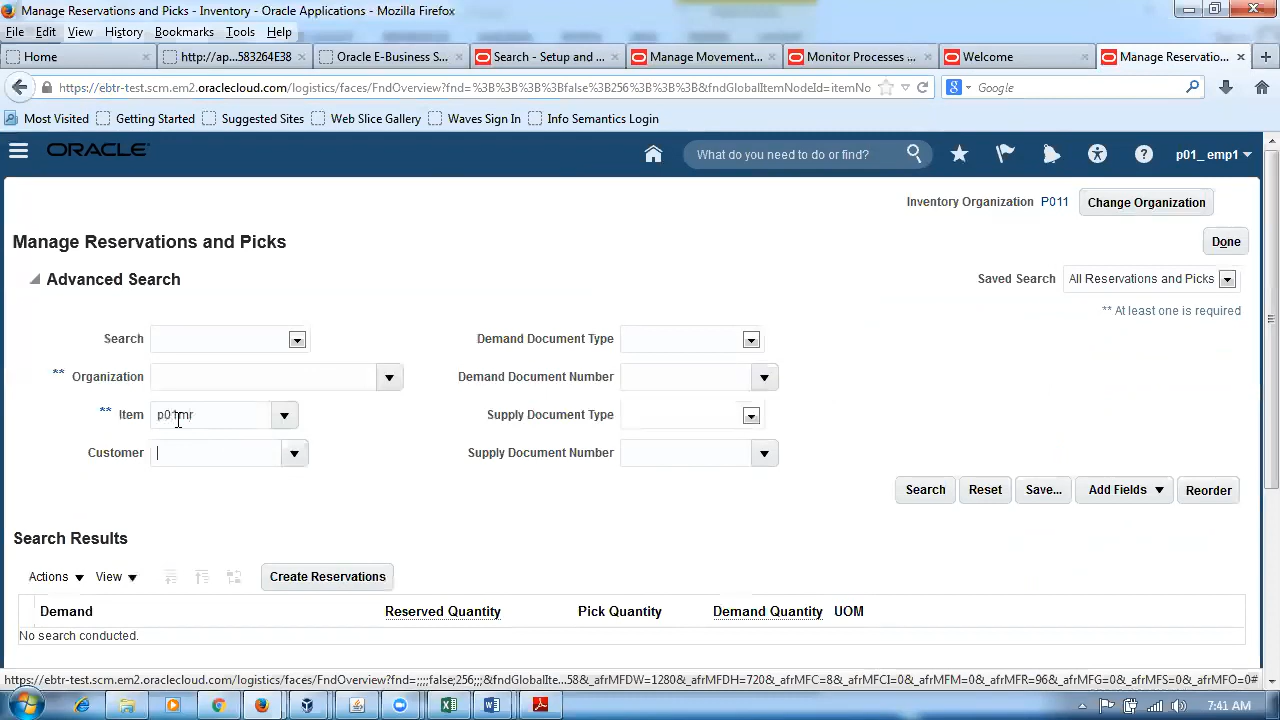 Manage Reservations and Picks - Inventory - Oracle Applications - Mozilla Firefox
File Edit View History Bookmarks Tools Help
Home http://ap...583264E38 Oracle E-Business S... Search - Setup and ... Manage Movement... Monitor Processes ... Welcome Manage Reservatio...
https://ebtr-test.scm.em2.oraclecloud.com/logistics/faces/FndOverview?fnd=%3B%3B%3B%3Bfalse%3B256%3B%3B%3B&fndGlobalItemNodeId=itemNo Google
Most Visited Getting Started Suggested Sites Web Slice Gallery Waves Sign In Info Semantics Login
ORACLE What do you need to do or find? p01_ emp1
Inventory Organization P011 Change Organization
Manage Reservations and Picks Done
Advanced Search Saved Search All Reservations and Picks
** At least one is required
Search Demand Document Type
** Organization Demand Document Number
** Item p01mr Supply Document Type
Customer Supply Document Number
Search Reset Save... Add Fields Reorder
Search Results
Actions View Create Reservations
Demand Reserved Quantity Pick Quantity Demand Quantity UOM
No search conducted.
https://ebtr-test.scm.em2.oraclecloud.com/logistics/faces/FndOverview?fnd=;;;;false;256;;;&fndGlobalIte...58&_afrMFDW=1280&_afrMFDH=720&_afrMFC=8&_afrMFCI=0&_afrMFM=0&_afrMFR=96&_afrMFG=0&_afrMFS=0&_afrMFO=0#
7:41 AM